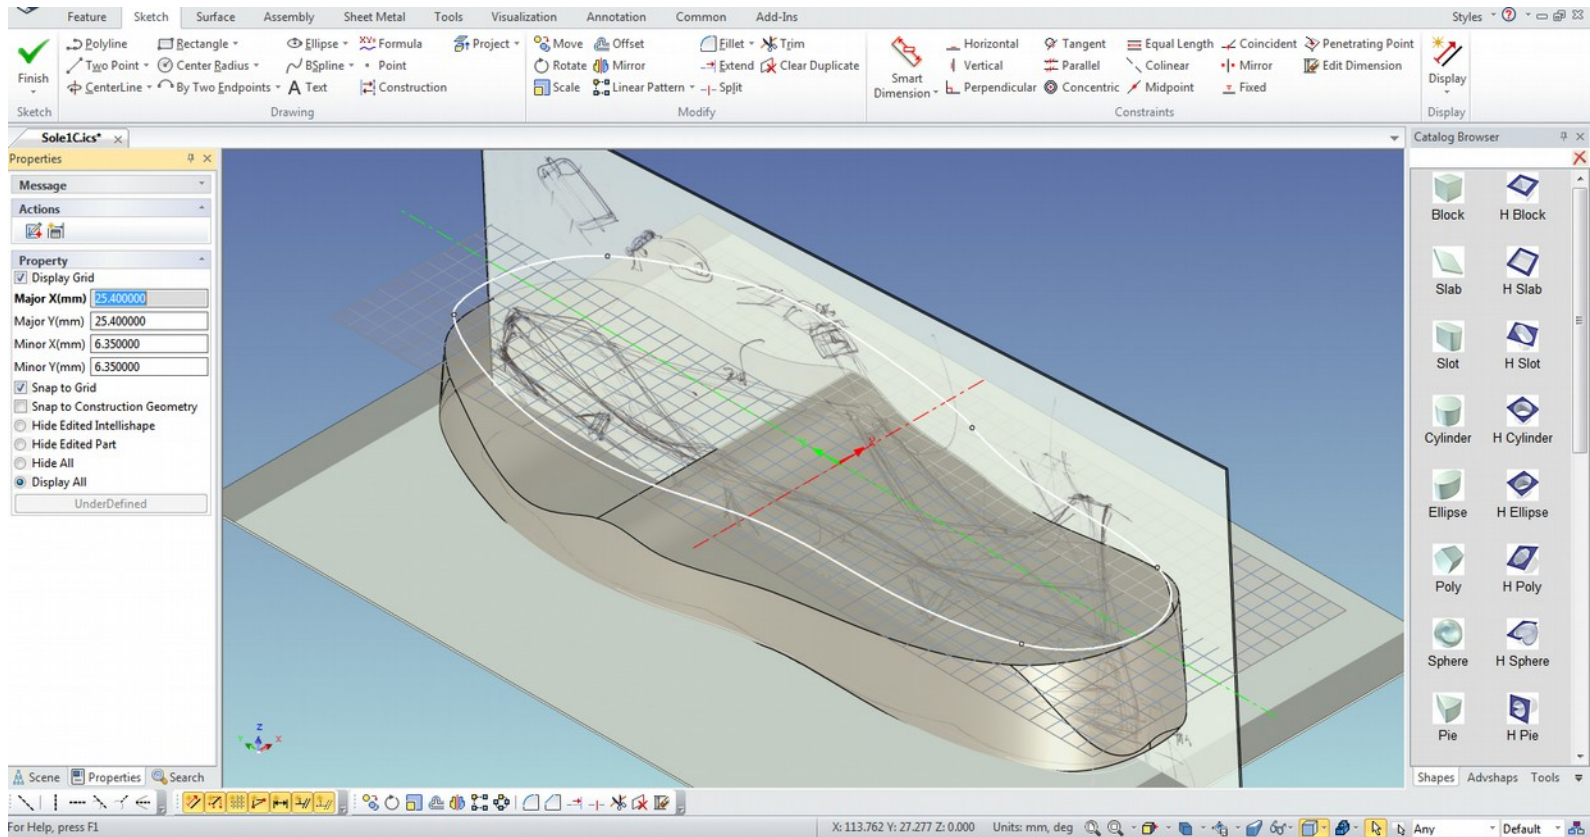 Feature Sketch Surface Assembly Sheet Metal Tools Visualization Annotation Common Add-Ins Styles
Polyline Rectangle Ellipse Formula Project Move Offset Fillet Trim Horizontal Tangent Equal Length Coincident Penetrating Point
Finish Two Point Center Radius BSpline Point Rotate Mirror Extend Clear Duplicate Smart Dimension Vertical Parallel Colinear Mirror Edit Dimension Display
CenterLine By Two Endpoints Text Construction Scale Linear Pattern Split Perpendicular Concentric Midpoint Fixed
Sketch Drawing Modify Constraints Display
Sole1C.ics*
Properties
Message
Actions
Property
Display Grid
Major X(mm) 25.400000
Major Y(mm) 25.400000
Minor X(mm) 6.350000
Minor Y(mm) 6.350000
Snap to Grid
Snap to Construction Geometry
Hide Edited Intellishape
Hide Edited Part
Hide All
Display All
UnderDefined
Z
X
Catalog Browser
Block H Block
Slab H Slab
Slot H Slot
Cylinder H Cylinder
Ellipse H Ellipse
Poly H Poly
Sphere H Sphere
Pie H Pie
Scene Properties Search
Shapes Advshaps Tools
For Help, press F1
X: 113.762 Y: 27.277 Z: 0.000 Units: mm, deg Any Default